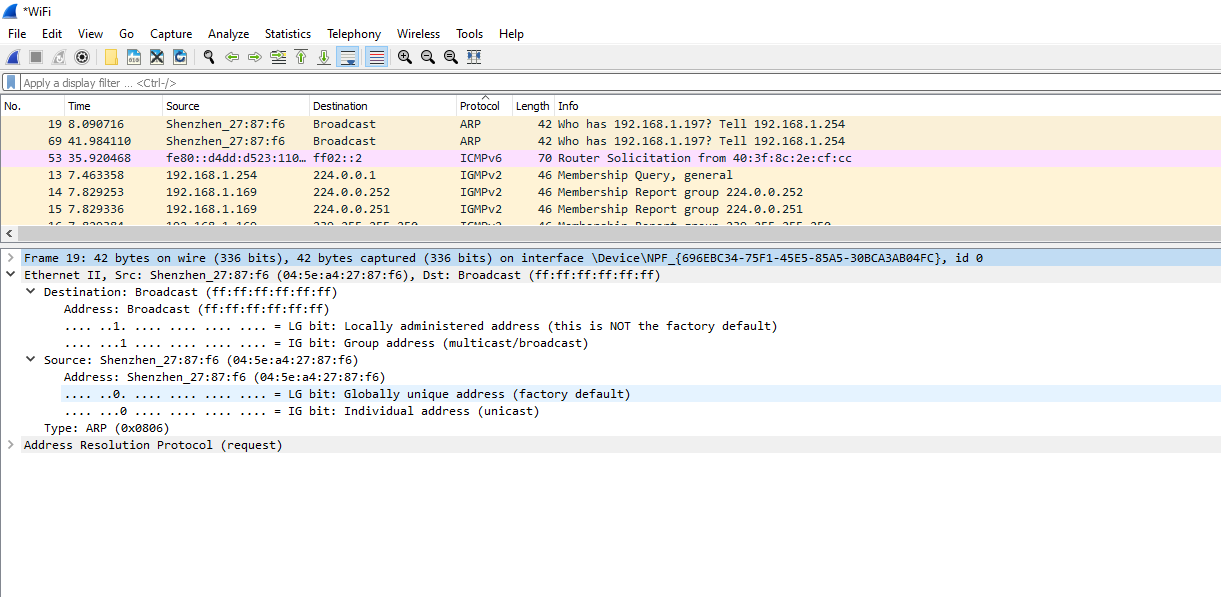 *WiFi
File Edit View Go Capture Analyze Statistics Telephony Wireless Tools Help
Apply a display filter ... <Ctrl-/>
No. Time Source Destination Protocol Length Info
19 8.090716 Shenzhen_27:87:f6 Broadcast ARP 42 Who has 192.168.1.197? Tell 192.168.1.254
69 41.984110 Shenzhen_27:87:f6 Broadcast ARP 42 Who has 192.168.1.197? Tell 192.168.1.254
53 35.920468 fe80::d4dd:d523:110… ff02::2 ICMPv6 70 Router Solicitation from 40:3f:8c:2e:cf:cc
13 7.463358 192.168.1.254 224.0.0.1 IGMPv2 46 Membership Query, general
14 7.829253 192.168.1.169 224.0.0.252 IGMPv2 46 Membership Report group 224.0.0.252
15 7.829336 192.168.1.169 224.0.0.251 IGMPv2 46 Membership Report group 224.0.0.251
Frame 19: 42 bytes on wire (336 bits), 42 bytes captured (336 bits) on interface \Device\NPF_{696EBC34-75F1-45E5-85A5-30BCA3AB04FC}, id 0
Ethernet II, Src: Shenzhen_27:87:f6 (04:5e:a4:27:87:f6), Dst: Broadcast (ff:ff:ff:ff:ff:ff)
Destination: Broadcast (ff:ff:ff:ff:ff:ff)
Address: Broadcast (ff:ff:ff:ff:ff:ff)
.... ..1. .... .... .... .... = LG bit: Locally administered address (this is NOT the factory default)
.... ...1 .... .... .... .... = IG bit: Group address (multicast/broadcast)
Source: Shenzhen_27:87:f6 (04:5e:a4:27:87:f6)
Address: Shenzhen_27:87:f6 (04:5e:a4:27:87:f6)
.... ..0. .... .... .... .... = LG bit: Globally unique address (factory default)
.... ...0 .... .... .... .... = IG bit: Individual address (unicast)
Type: ARP (0x0806)
Address Resolution Protocol (request)